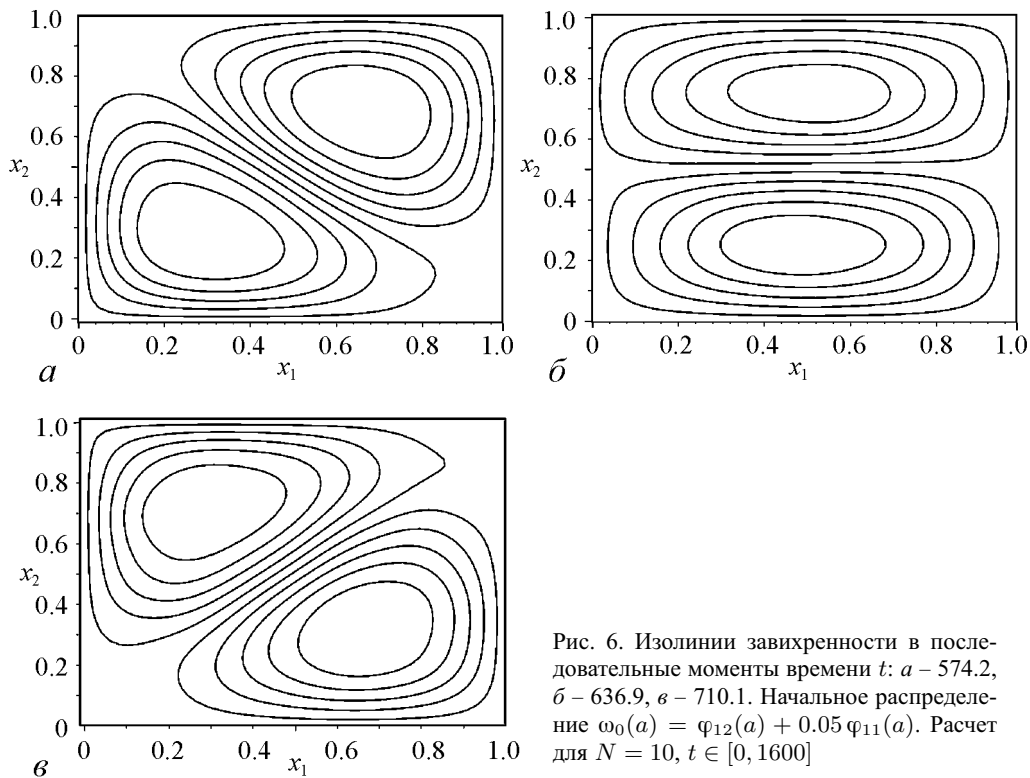 1.0
0.8
0.6
x₂
0.4
0.2
0
0 0.2 0.4 0.6 0.8 1.0
а x₁
1.0
0.8
0.6
x₂
0.4
0.2
0
0 0.2 0.4 0.6 0.8 1.0
б x₁
1.0
0.8
0.6
x₂
0.4
0.2
0
0 0.2 0.4 0.6 0.8 1.0
в x₁
Рис. 6. Изолинии завихренности в после-
довательные моменты времени t: а – 574.2,
б – 636.9, в – 710.1. Начальное распределе-
ние ω₀(a) = φ₁₂(a) + 0.05 φ₁₁(a). Расчет
для N = 10, t ∈ [0, 1600]